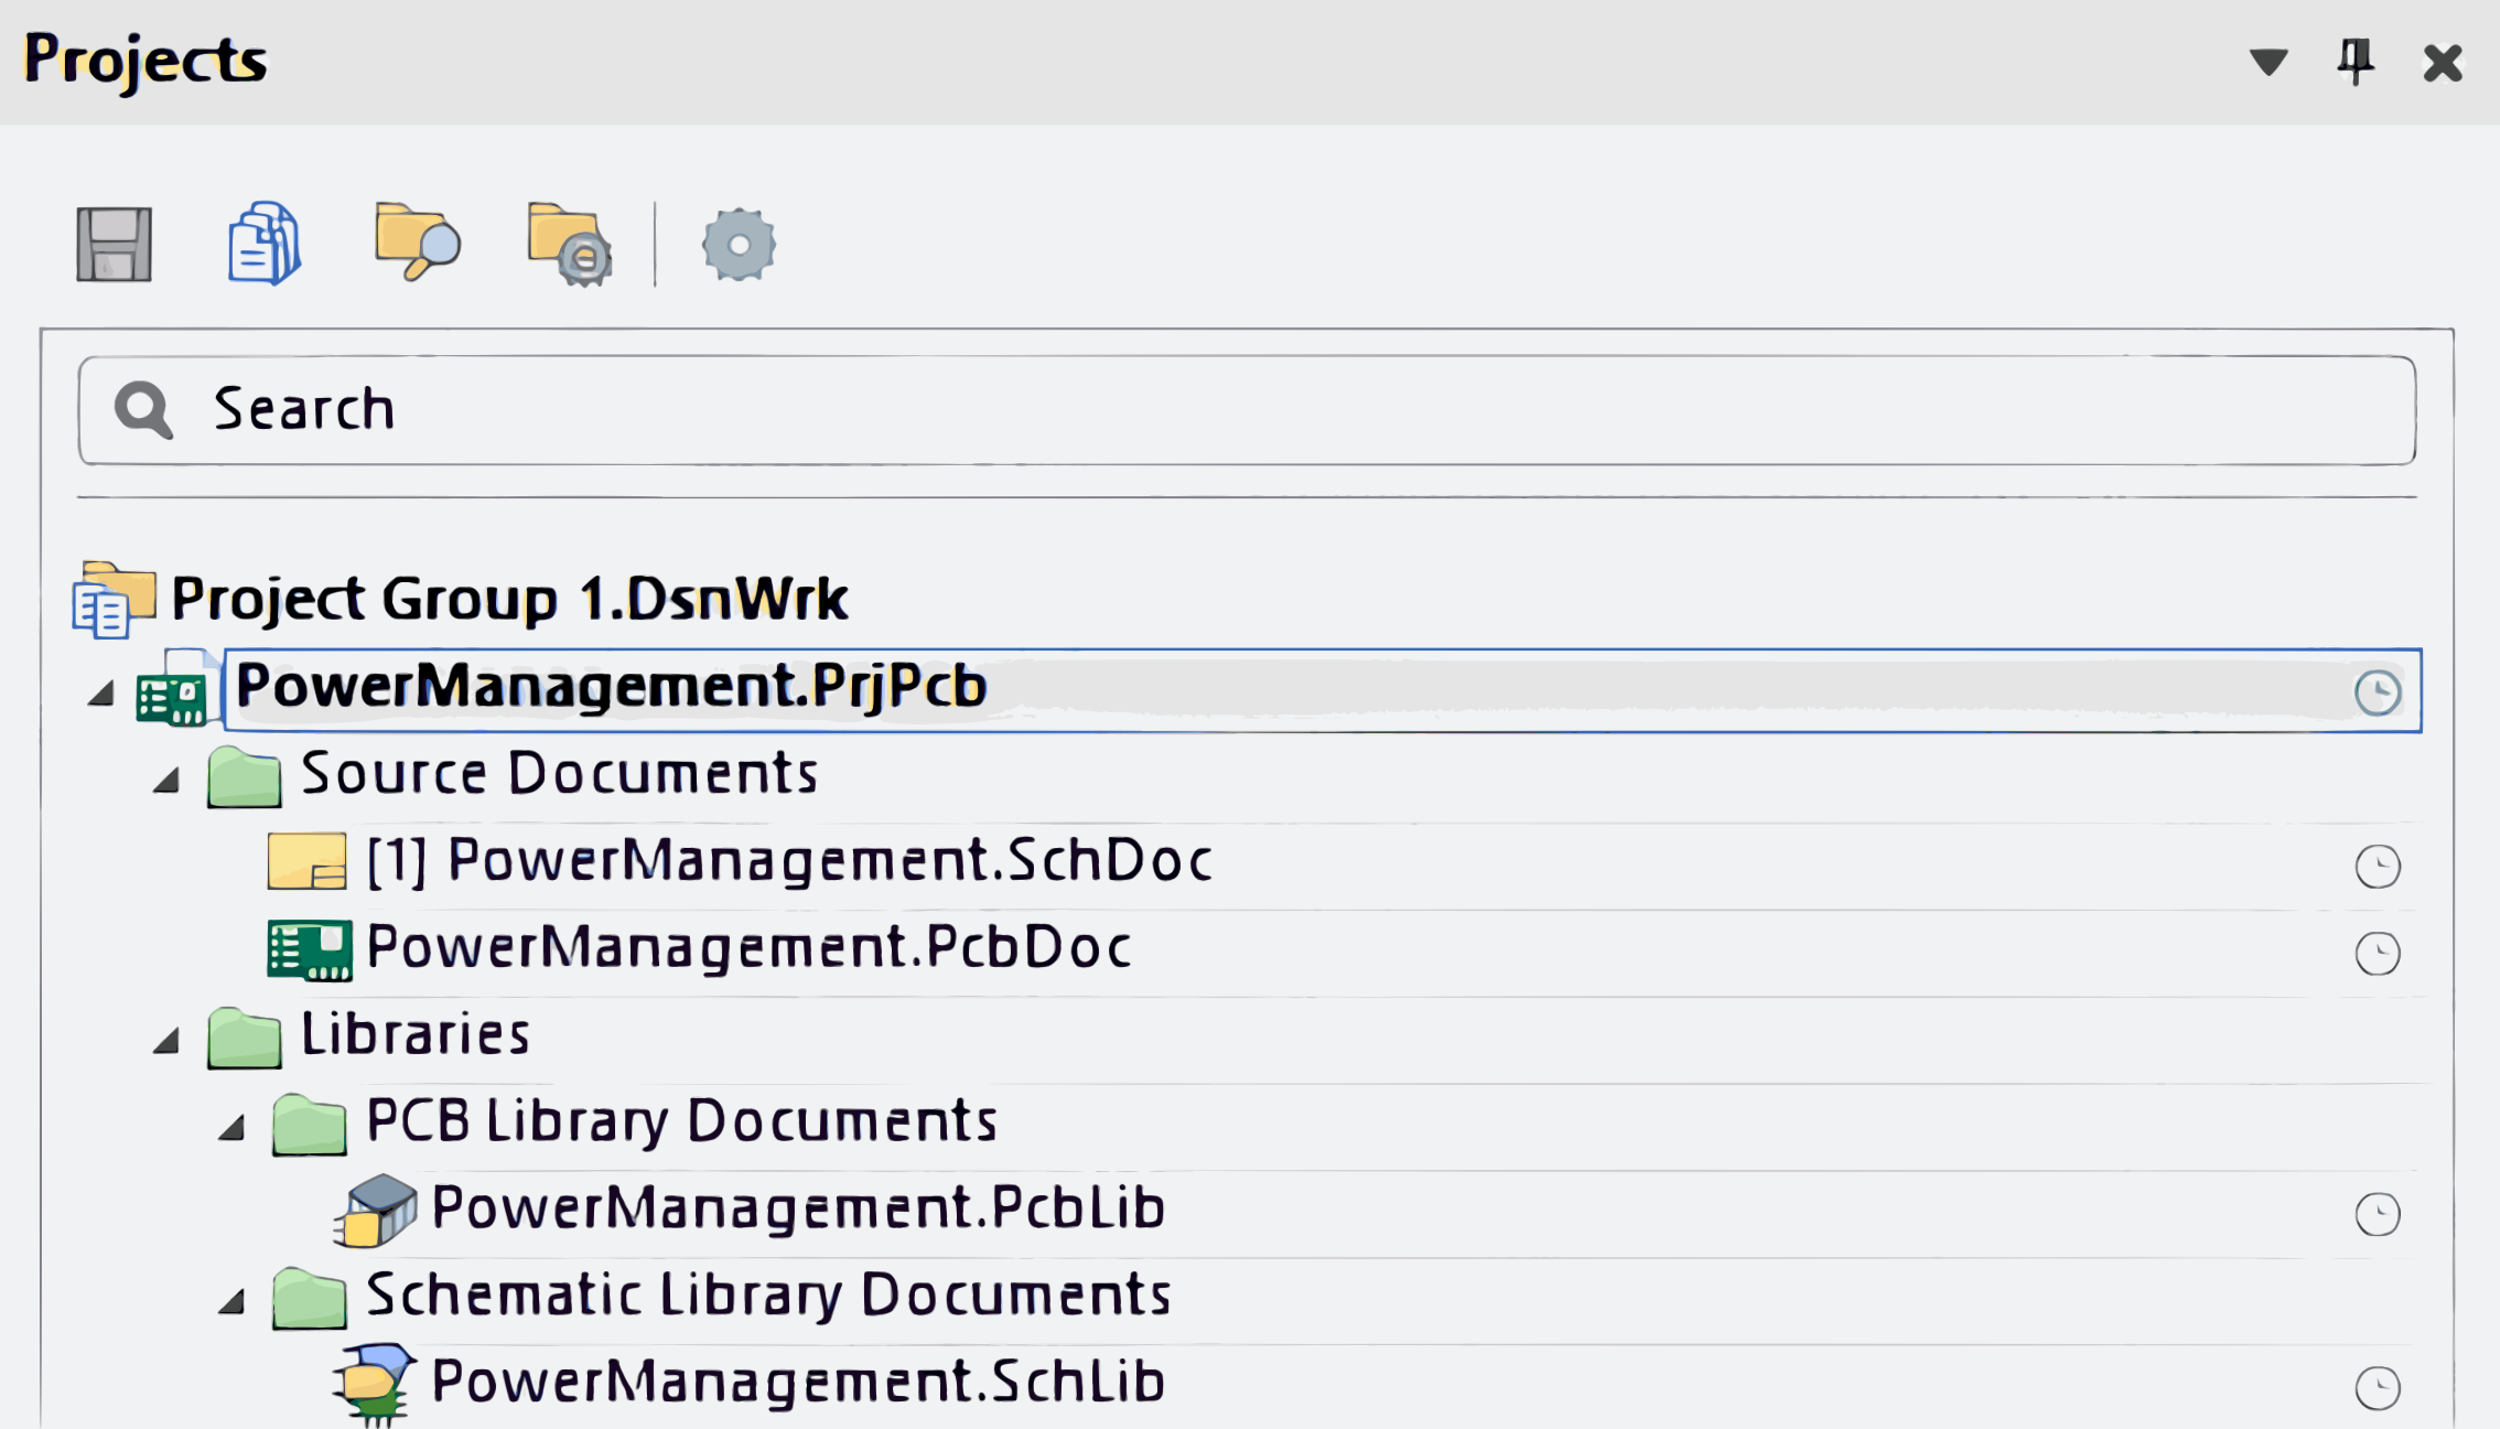 Projects
Search
Project Group 1.DsnWrk
PowerManagement.PrjPcb
Source Documents
[1] PowerManagement.SchDoc
PowerManagement.PcbDoc
Libraries
PCB Library Documents
PowerManagement.PcbLib
Schematic Library Documents
PowerManagement.SchLib